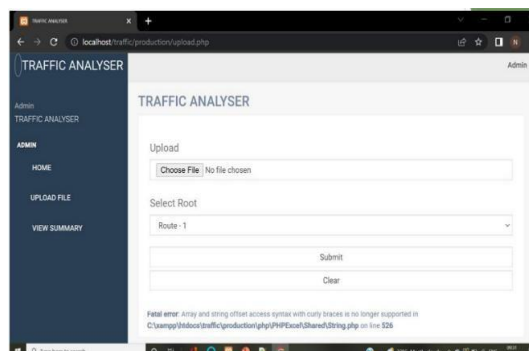 TRAFFIC ANALYSER
localhost/traffic/production/upload.php
TRAFFIC ANALYSER
Admin
Admin
TRAFFIC ANALYSER
ADMIN
HOME
UPLOAD FILE
VIEW SUMMARY
TRAFFIC ANALYSER
Upload
Choose File No file chosen
Select Root
Route - 1
Submit
Clear
Fatal error: Array and string offset access syntax with curly braces is no longer supported in
C:\xampp\htdocs\traffic\production\php\PHPExcel\Shared\String.php on line 526